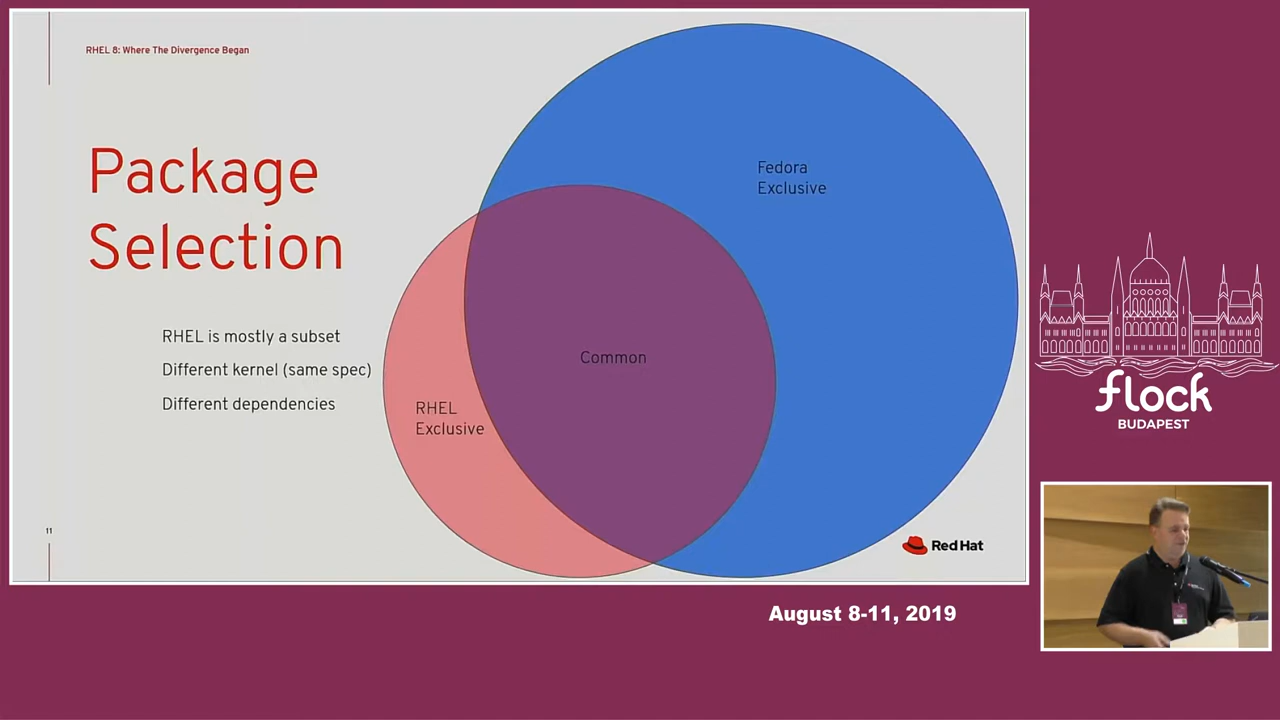 RHEL 8: Where The Divergence Began
Package
Selection
RHEL is mostly a subset
Different kernel (same spec)
Different dependencies
Fedora
Exclusive
Common
RHEL
Exclusive
11
Red Hat
flock
BUDAPEST
August 8-11, 2019